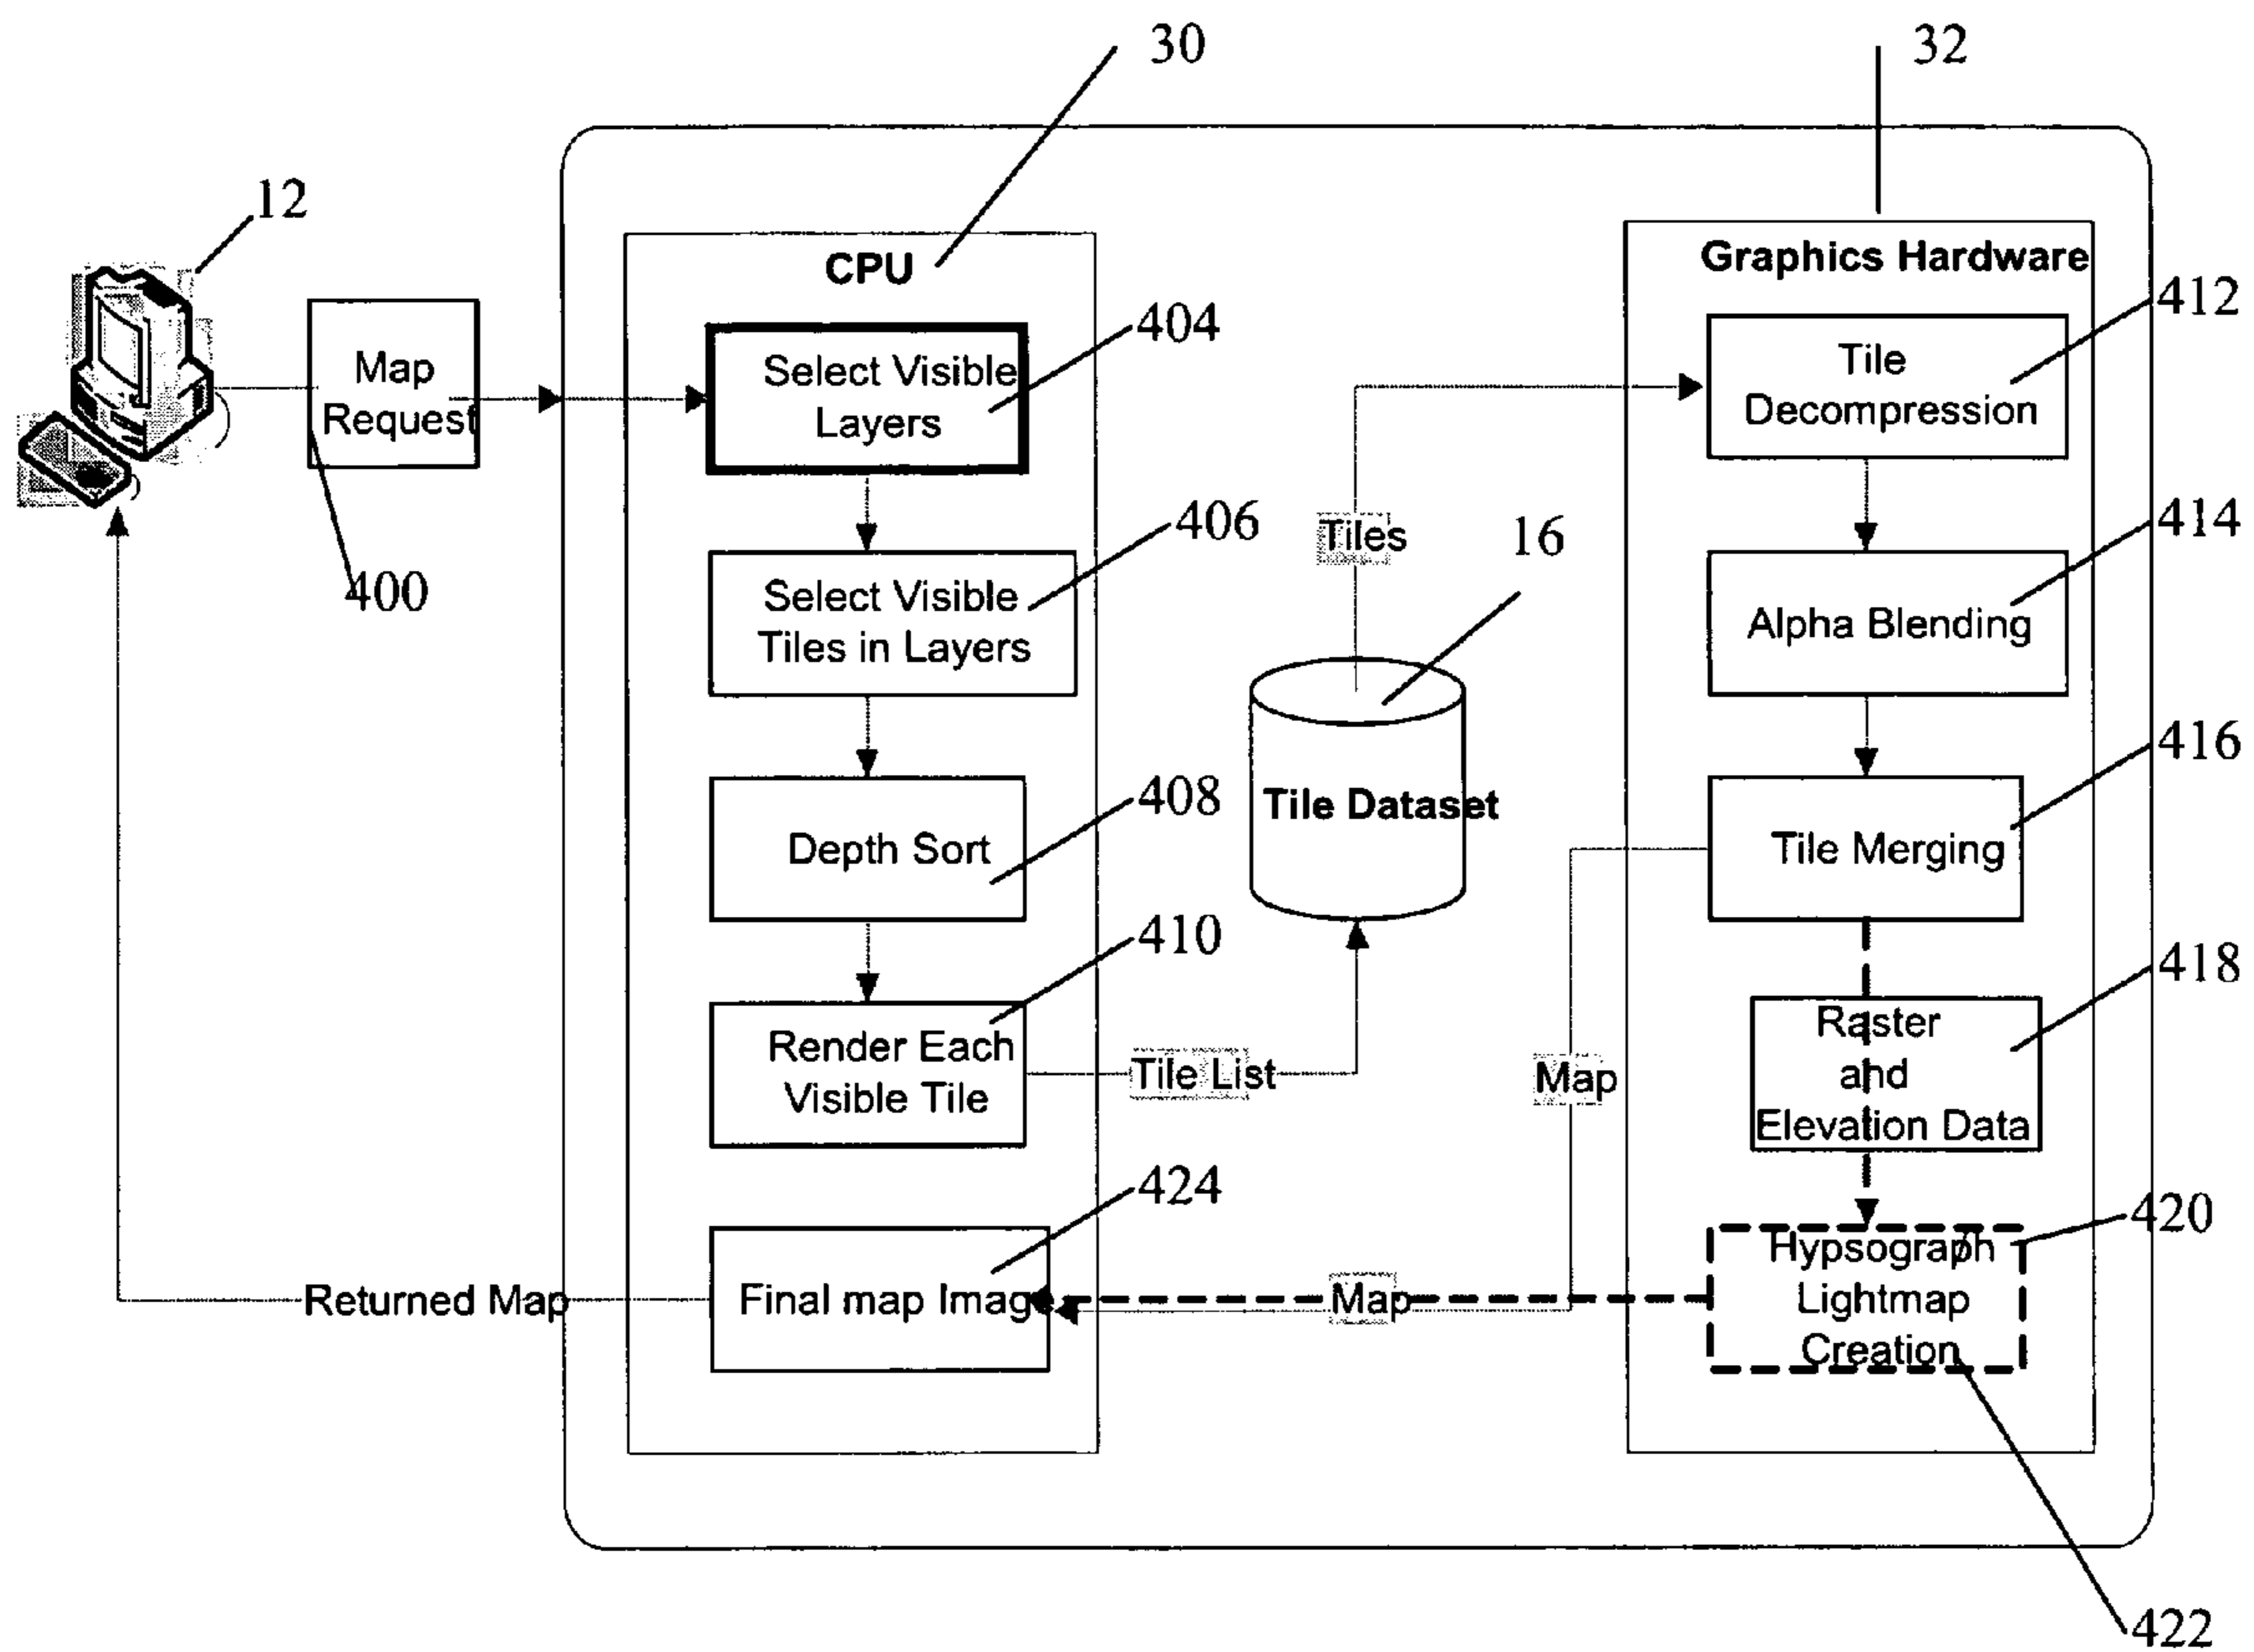 30
32
12
CPU
Graphics Hardware
Map
Request
400
Select Visible
Layers
404
Select Visible
Tiles in Layers
406
Depth Sort
408
Render Each
Visible Tile
410
Tile List
Final map Imag
424
Returned Map
Tiles
16
Tile Dataset
Map
Map
Tile
Decompression
412
Alpha Blending
414
Tile Merging
416
Raster
and
Elevation Data
418
Hypsograph
Lightmap
Creation
420
422